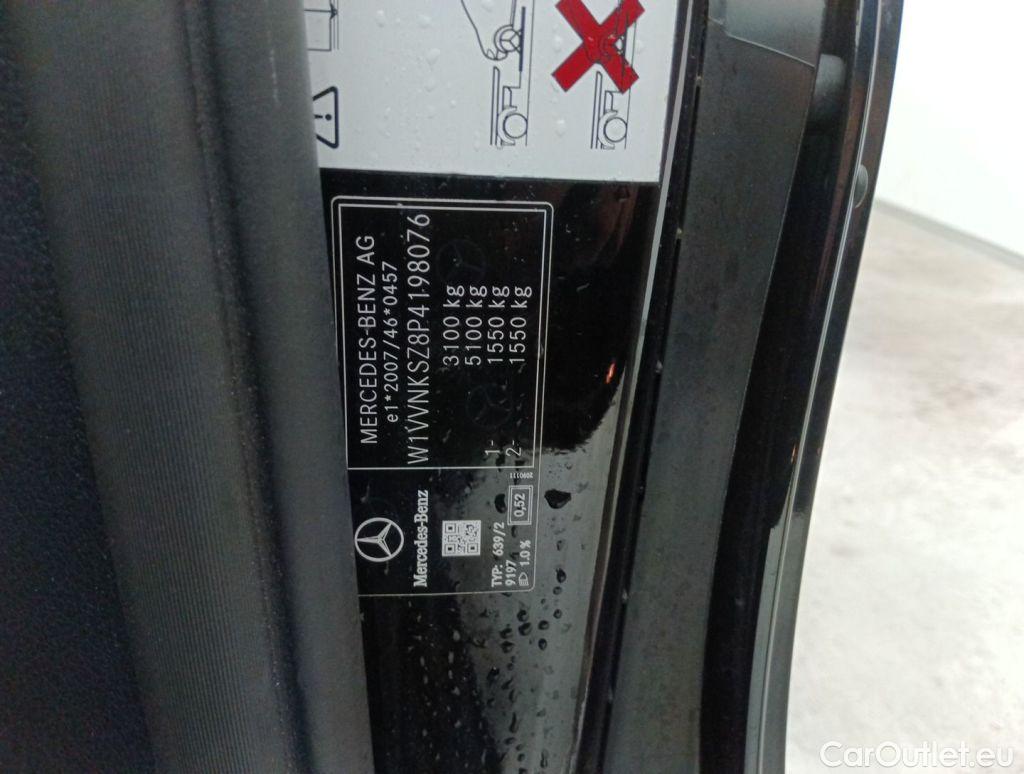 MERCEDES-BENZ AG
e1*2007/46*0457
W1VVNKSZ8P4198076
3100 kg
5100 kg
1- 1550 kg
2- 1550 kg
Mercedes-Benz
TYP: 639/2
9197
1.0 %
0,52
2090111
CarOutlet.eu